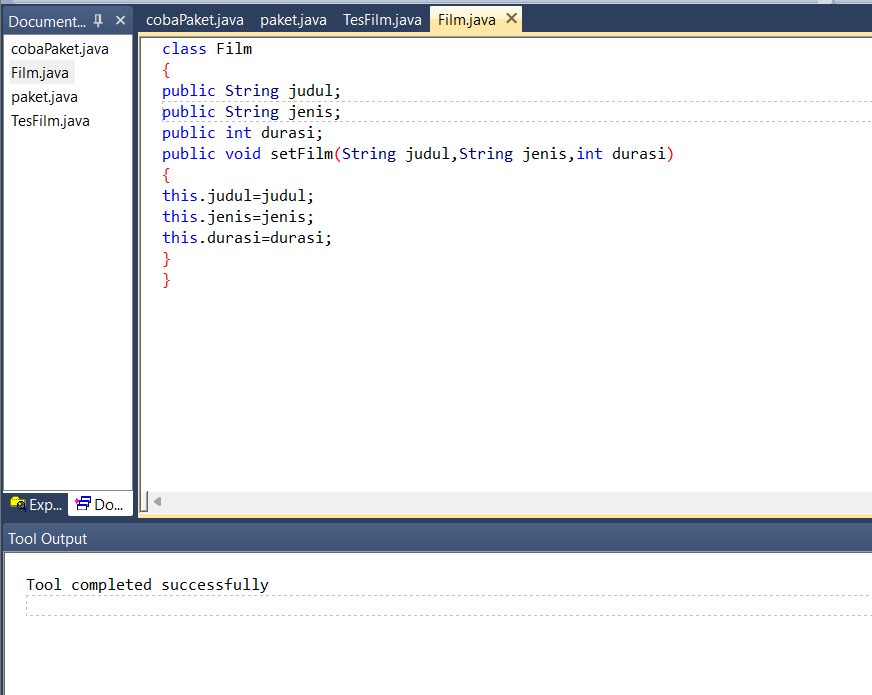 Document...
cobaPaket.java paket.java TesFilm.java Film.java
cobaPaket.java
Film.java
paket.java
TesFilm.java
class Film
{
public String judul;
public String jenis;
public int durasi;
public void setFilm(String judul,String jenis,int durasi)
{
this.judul=judul;
this.jenis=jenis;
this.durasi=durasi;
}
}
Exp... Do...
Tool Output
Tool completed successfully